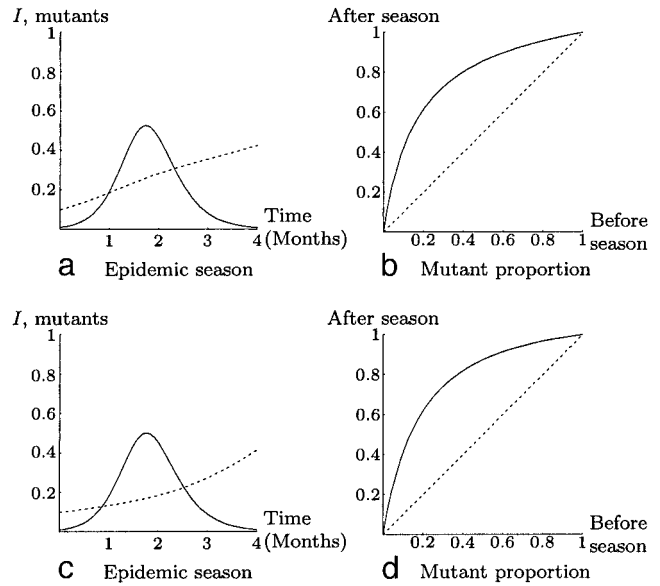 I, mutants
1
0.8
0.6
0.4
0.2
1 2 3 4
Time
(Months)
a Epidemic season
After season
1
0.8
0.6
0.4
0.2
0.2 0.4 0.6 0.8 1
Before
season
b Mutant proportion
I, mutants
1
0.8
0.6
0.4
0.2
1 2 3 4
Time
(Months)
c Epidemic season
After season
1
0.8
0.6
0.4
0.2
0.2 0.4 0.6 0.8 1
Before
season
d Mutant proportion